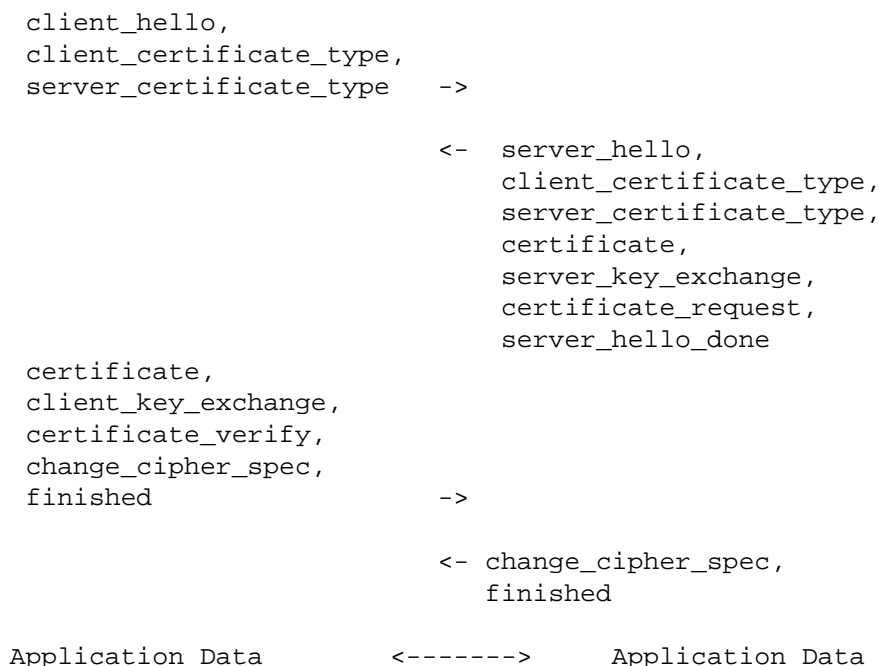 client_hello,
client_certificate_type,
server_certificate_type ->
<- server_hello,
client_certificate_type,
server_certificate_type,
certificate,
server_key_exchange,
certificate_request,
server_hello_done
certificate,
client_key_exchange,
certificate_verify,
change_cipher_spec,
finished ->
<- change_cipher_spec,
finished
Application Data <-------> Application Data